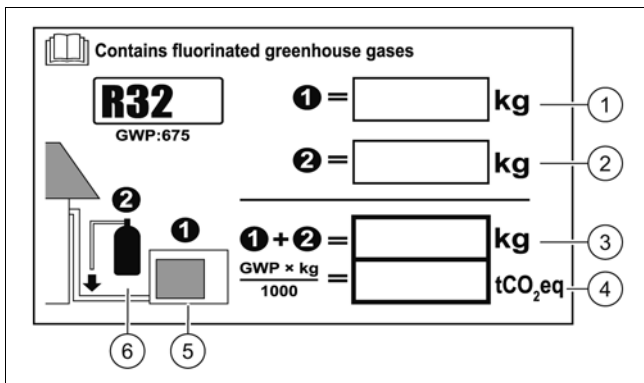 Contains fluorinated greenhouse gases
R32
GWP:675
❶ = kg ①
❷ = kg ②
❷
❶
❶ + ❷ = kg ③
GWP × kg
1000
= tCO₂eq ④
⑥ ⑤